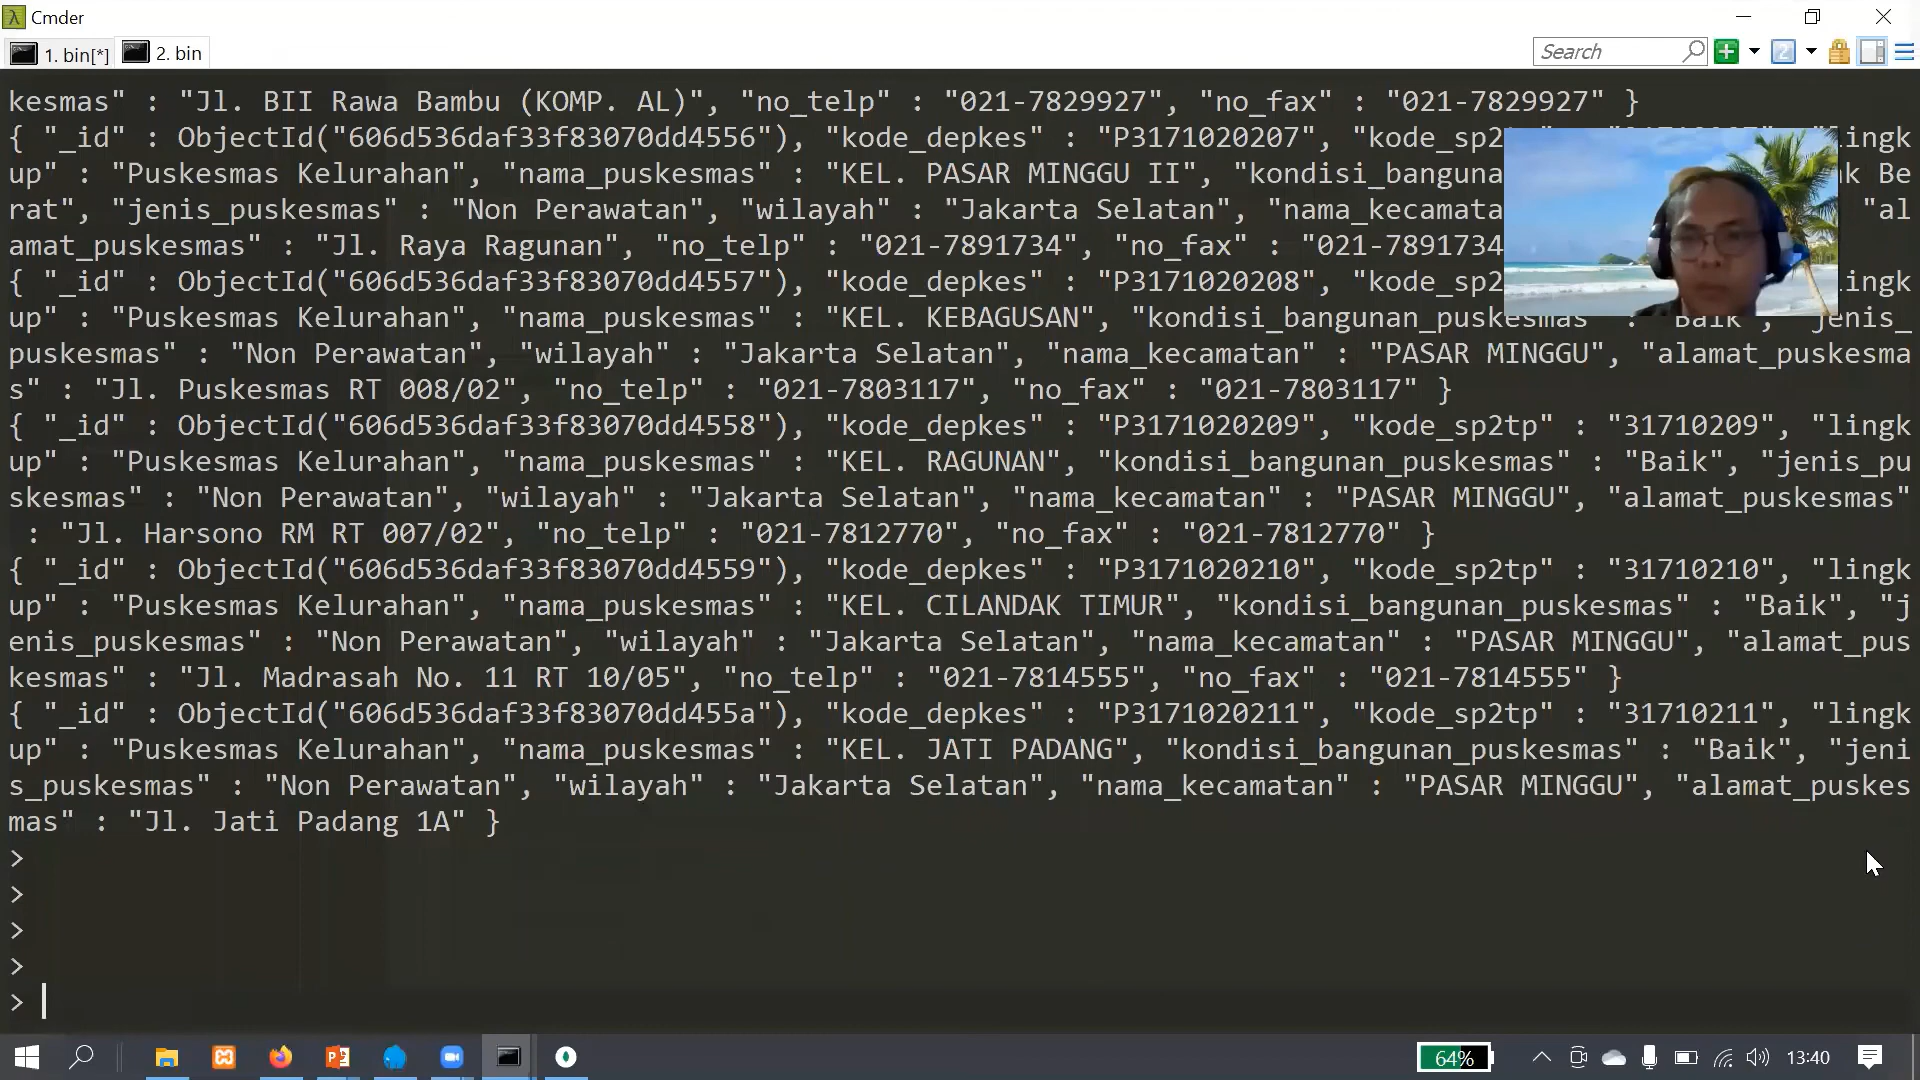 Cmder
1. bin[*]
2. bin
Search
2
kesmas" : "Jl. BII Rawa Bambu (KOMP. AL)", "no_telp" : "021-7829927", "no_fax" : "021-7829927" }
{ "_id" : ObjectId("606d536daf33f83070dd4556"), "kode_depkes" : "P3171020207", "kode_sp2 lingk
up" : "Puskesmas Kelurahan", "nama_puskesmas" : "KEL. PASAR MINGGU II", "kondisi_banguna k Be
rat", "jenis_puskesmas" : "Non Perawatan", "wilayah" : "Jakarta Selatan", "nama_kecamata "al
amat_puskesmas" : "Jl. Raya Ragunan", "no_telp" : "021-7891734", "no_fax" : "021-7891734
{ "_id" : ObjectId("606d536daf33f83070dd4557"), "kode_depkes" : "P3171020208", "kode_sp2 lingk
up" : "Puskesmas Kelurahan", "nama_puskesmas" : "KEL. KEBAGUSAN", "kondisi_bangunan_puskesmas" : "Baik", "jenis_
puskesmas" : "Non Perawatan", "wilayah" : "Jakarta Selatan", "nama_kecamatan" : "PASAR MINGGU", "alamat_puskesma
s" : "Jl. Puskesmas RT 008/02", "no_telp" : "021-7803117", "no_fax" : "021-7803117" }
{ "_id" : ObjectId("606d536daf33f83070dd4558"), "kode_depkes" : "P3171020209", "kode_sp2tp" : "31710209", "lingk
up" : "Puskesmas Kelurahan", "nama_puskesmas" : "KEL. RAGUNAN", "kondisi_bangunan_puskesmas" : "Baik", "jenis_pu
skesmas" : "Non Perawatan", "wilayah" : "Jakarta Selatan", "nama_kecamatan" : "PASAR MINGGU", "alamat_puskesmas"
: "Jl. Harsono RM RT 007/02", "no_telp" : "021-7812770", "no_fax" : "021-7812770" }
{ "_id" : ObjectId("606d536daf33f83070dd4559"), "kode_depkes" : "P3171020210", "kode_sp2tp" : "31710210", "lingk
up" : "Puskesmas Kelurahan", "nama_puskesmas" : "KEL. CILANDAK TIMUR", "kondisi_bangunan_puskesmas" : "Baik", "j
enis_puskesmas" : "Non Perawatan", "wilayah" : "Jakarta Selatan", "nama_kecamatan" : "PASAR MINGGU", "alamat_pus
kesmas" : "Jl. Madrasah No. 11 RT 10/05", "no_telp" : "021-7814555", "no_fax" : "021-7814555" }
{ "_id" : ObjectId("606d536daf33f83070dd455a"), "kode_depkes" : "P3171020211", "kode_sp2tp" : "31710211", "lingk
up" : "Puskesmas Kelurahan", "nama_puskesmas" : "KEL. JATI PADANG", "kondisi_bangunan_puskesmas" : "Baik", "jeni
s_puskesmas" : "Non Perawatan", "wilayah" : "Jakarta Selatan", "nama_kecamatan" : "PASAR MINGGU", "alamat_puskes
mas" : "Jl. Jati Padang 1A" }
>
>
>
>
>
64%
13:40